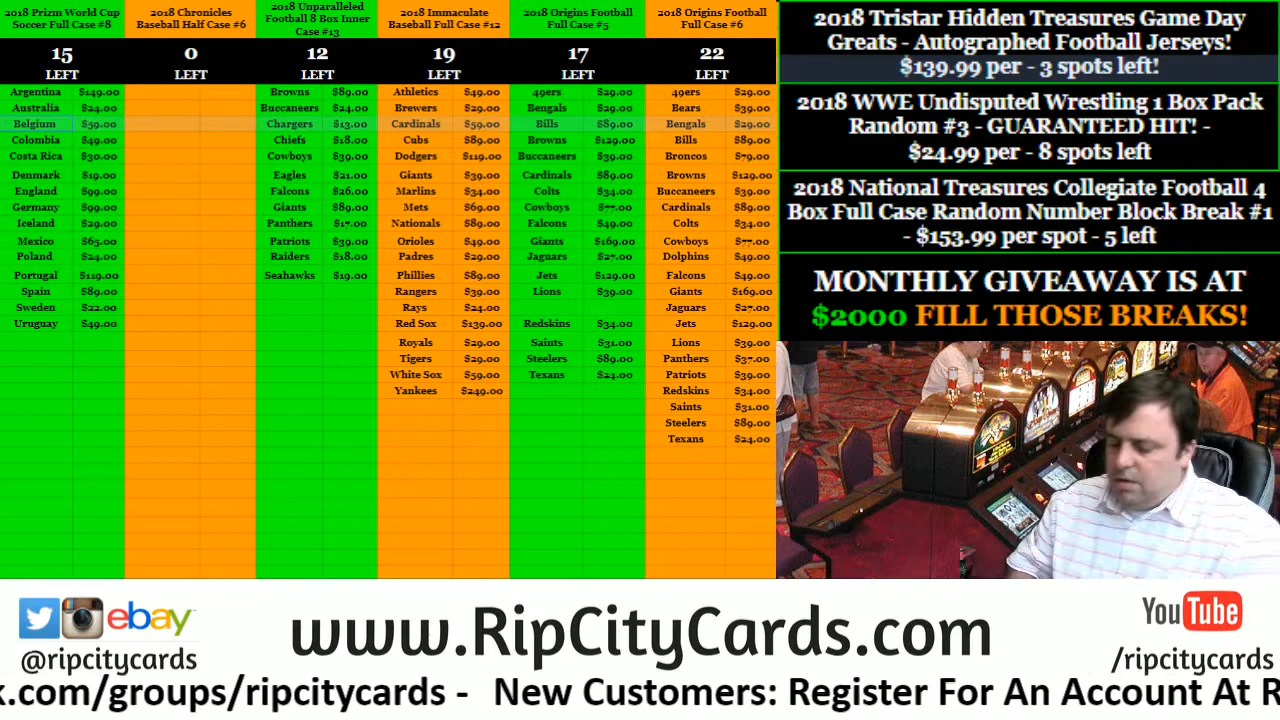 2018 Prizm World Cup
Soccer Full Case #8
15
LEFT
Argentina $149.00
Australia $24.00
Belgium $59.00
Colombia $49.00
Costa Rica $30.00
Denmark $19.00
England $99.00
Germany $99.00
Iceland $29.00
Mexico $65.00
Poland $24.00
Portugal $119.00
Spain $89.00
Sweden $22.00
Uruguay $49.00
2018 Chronicles
Baseball Half Case #6
0
LEFT
2018 Unparalleled
Football 8 Box Inner
Case #13
12
LEFT
Browns $89.00
Buccaneers $24.00
Chargers $13.00
Chiefs $18.00
Cowboys $39.00
Eagles $21.00
Falcons $26.00
Giants $89.00
Panthers $17.00
Patriots $39.00
Raiders $18.00
Seahawks $19.00
2018 Immaculate
Baseball Full Case #12
19
LEFT
Athletics $49.00
Brewers $29.00
Cardinals $59.00
Cubs $89.00
Dodgers $119.00
Giants $39.00
Marlins $34.00
Mets $69.00
Nationals $89.00
Orioles $49.00
Padres $29.00
Phillies $89.00
Rangers $39.00
Rays $24.00
Red Sox $139.00
Royals $29.00
Tigers $29.00
White Sox $59.00
Yankees $249.00
2018 Origins Football
Full Case #5
17
LEFT
49ers $29.00
Bengals $29.00
Bills $89.00
Browns $129.00
Buccaneers $39.00
Cardinals $89.00
Colts $34.00
Cowboys $77.00
Falcons $49.00
Giants $169.00
Jaguars $27.00
Jets $129.00
Lions $39.00
Redskins $34.00
Saints $31.00
Steelers $89.00
Texans $24.00
2018 Origins Football
Full Case #6
22
LEFT
49ers $29.00
Bears $39.00
Bengals $29.00
Bills $89.00
Broncos $79.00
Browns $129.00
Buccaneers $39.00
Cardinals $89.00
Colts $34.00
Cowboys $77.00
Dolphins $49.00
Falcons $49.00
Giants $169.00
Jaguars $27.00
Jets $129.00
Lions $39.00
Panthers $37.00
Patriots $39.00
Redskins $34.00
Saints $31.00
Steelers $89.00
Texans $24.00
2018 Tristar Hidden Treasures Game Day
Greats - Autographed Football Jerseys!
$139.99 per - 3 spots left!
2018 WWE Undisputed Wrestling 1 Box Pack
Random #3 - GUARANTEED HIT! -
$24.99 per - 8 spots left
2018 National Treasures Collegiate Football 4
Box Full Case Random Number Block Break #1
- $153.99 per spot - 5 left
MONTHLY GIVEAWAY IS AT
$2000 FILL THOSE BREAKS!
ebay
@ripcitycards
www.RipCityCards.com
YouTube
/ripcitycards
k.com/groups/ripcitycards - New Customers: Register For An Account At R